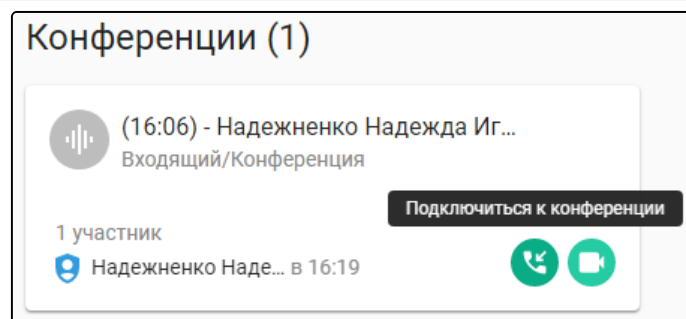 Конференции (1)
(16:06) - Надежненко Надежда Иг...
Входящий/Конференция
Подключиться к конференции
1 участник
Надежненко Наде... в 16:19